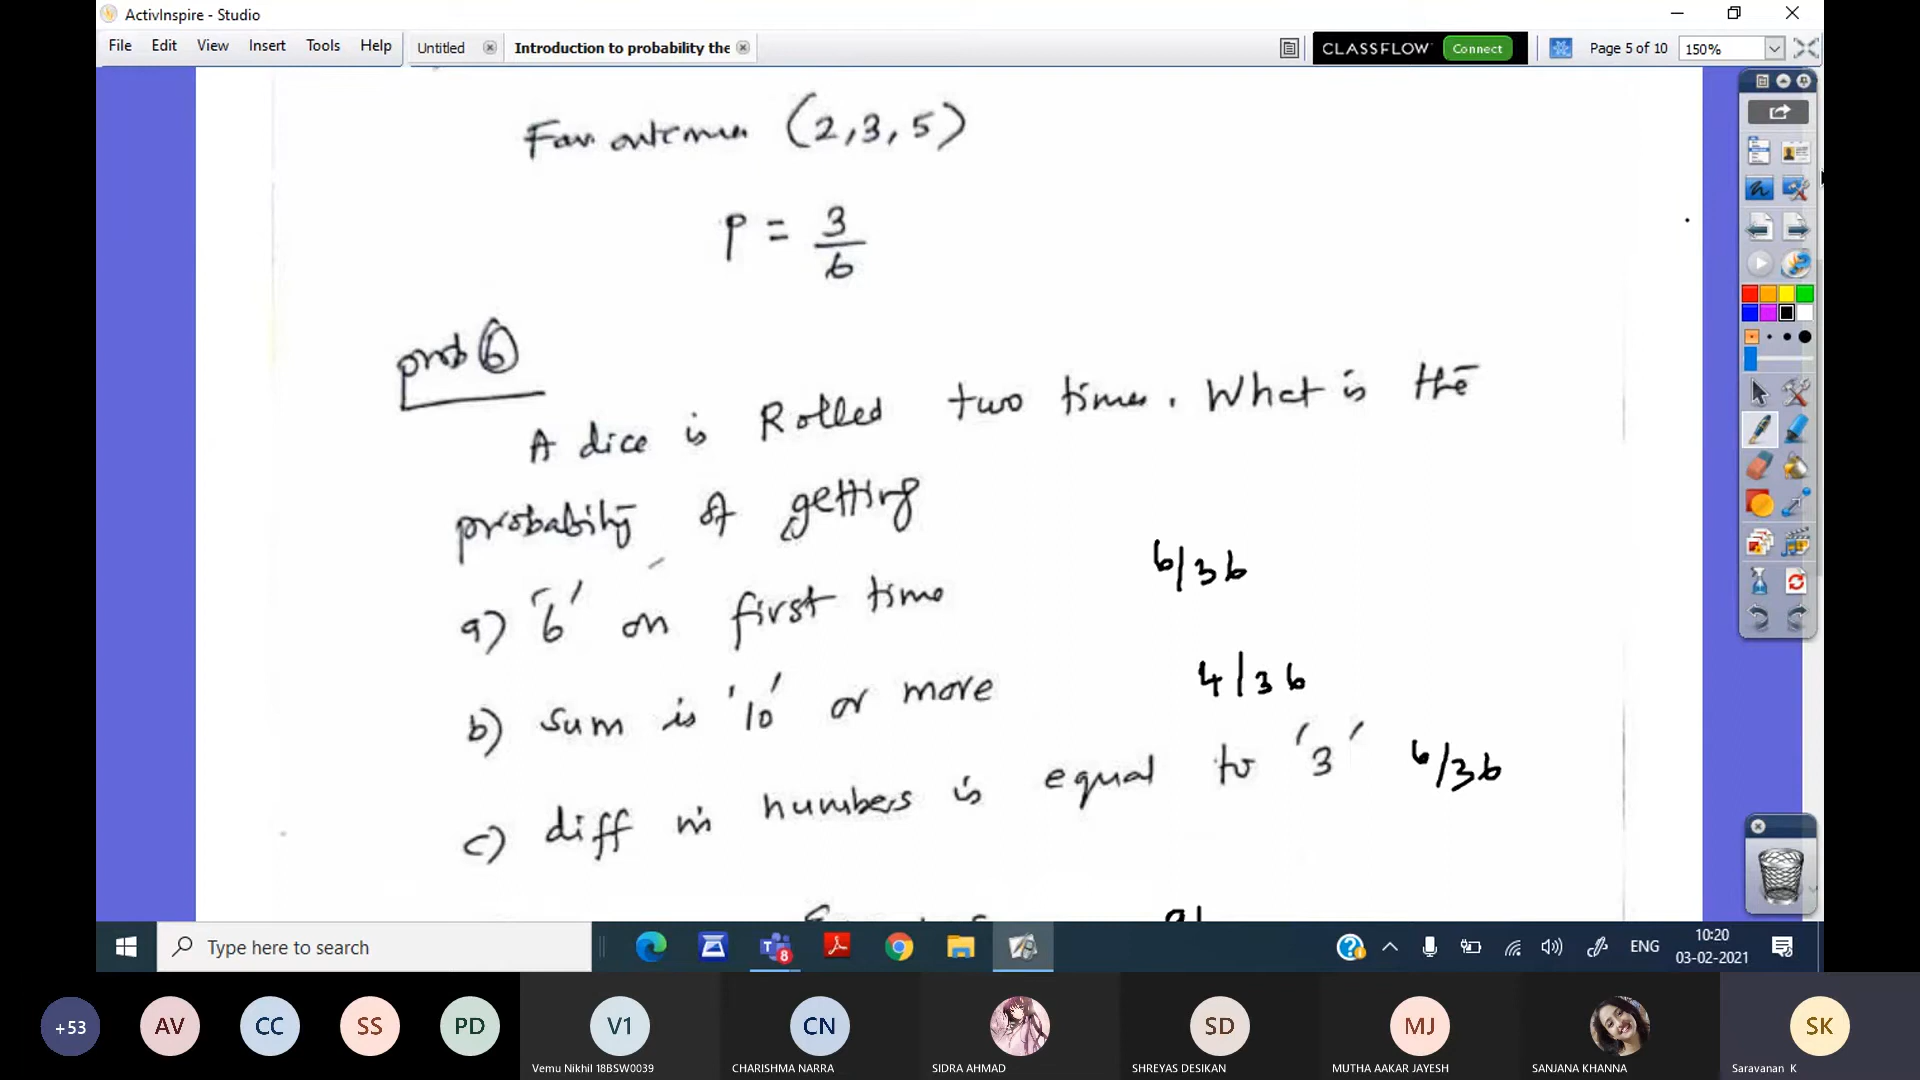 ActivInspire - Studio
File Edit View Insert Tools Help
Untitled
Introduction to probability the
CLASSFLOW Connect
Page 5 of 10
150%
(2,3,5)
P = 3/6
prob 6
A dice is Rolled two times. What is the
probability of getting
a) '6' on first time 6/36
b) sum is '10' or more 4/36
c) diff in numbers is equal to '3' 6/36
Type here to search
8
ENG
10:20
03-02-2021
+53 AV CC SS PD V1 CN SD MJ SK
Vemu Nikhil 18BSW0039
CHARISHMA NARRA
SIDRA AHMAD
SHREYAS DESIKAN
MUTHA AAKAR JAYESH
SANJANA KHANNA
Saravanan K